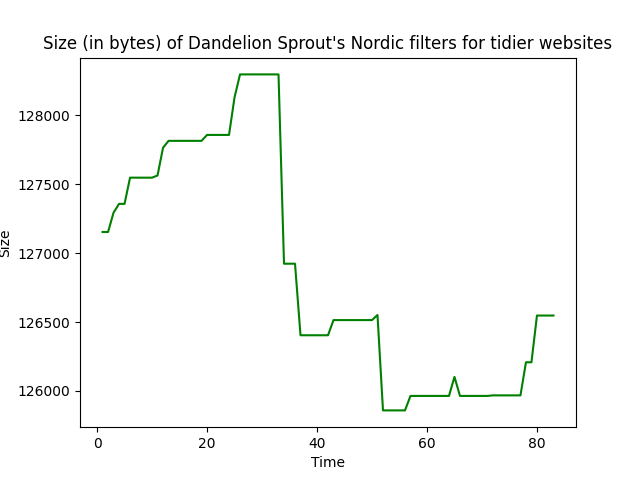 Size (in bytes) of Dandelion Sprout's Nordic filters for tidier websites
128000
127500
127000
126500
126000
Size
0 20 40 60 80
Time